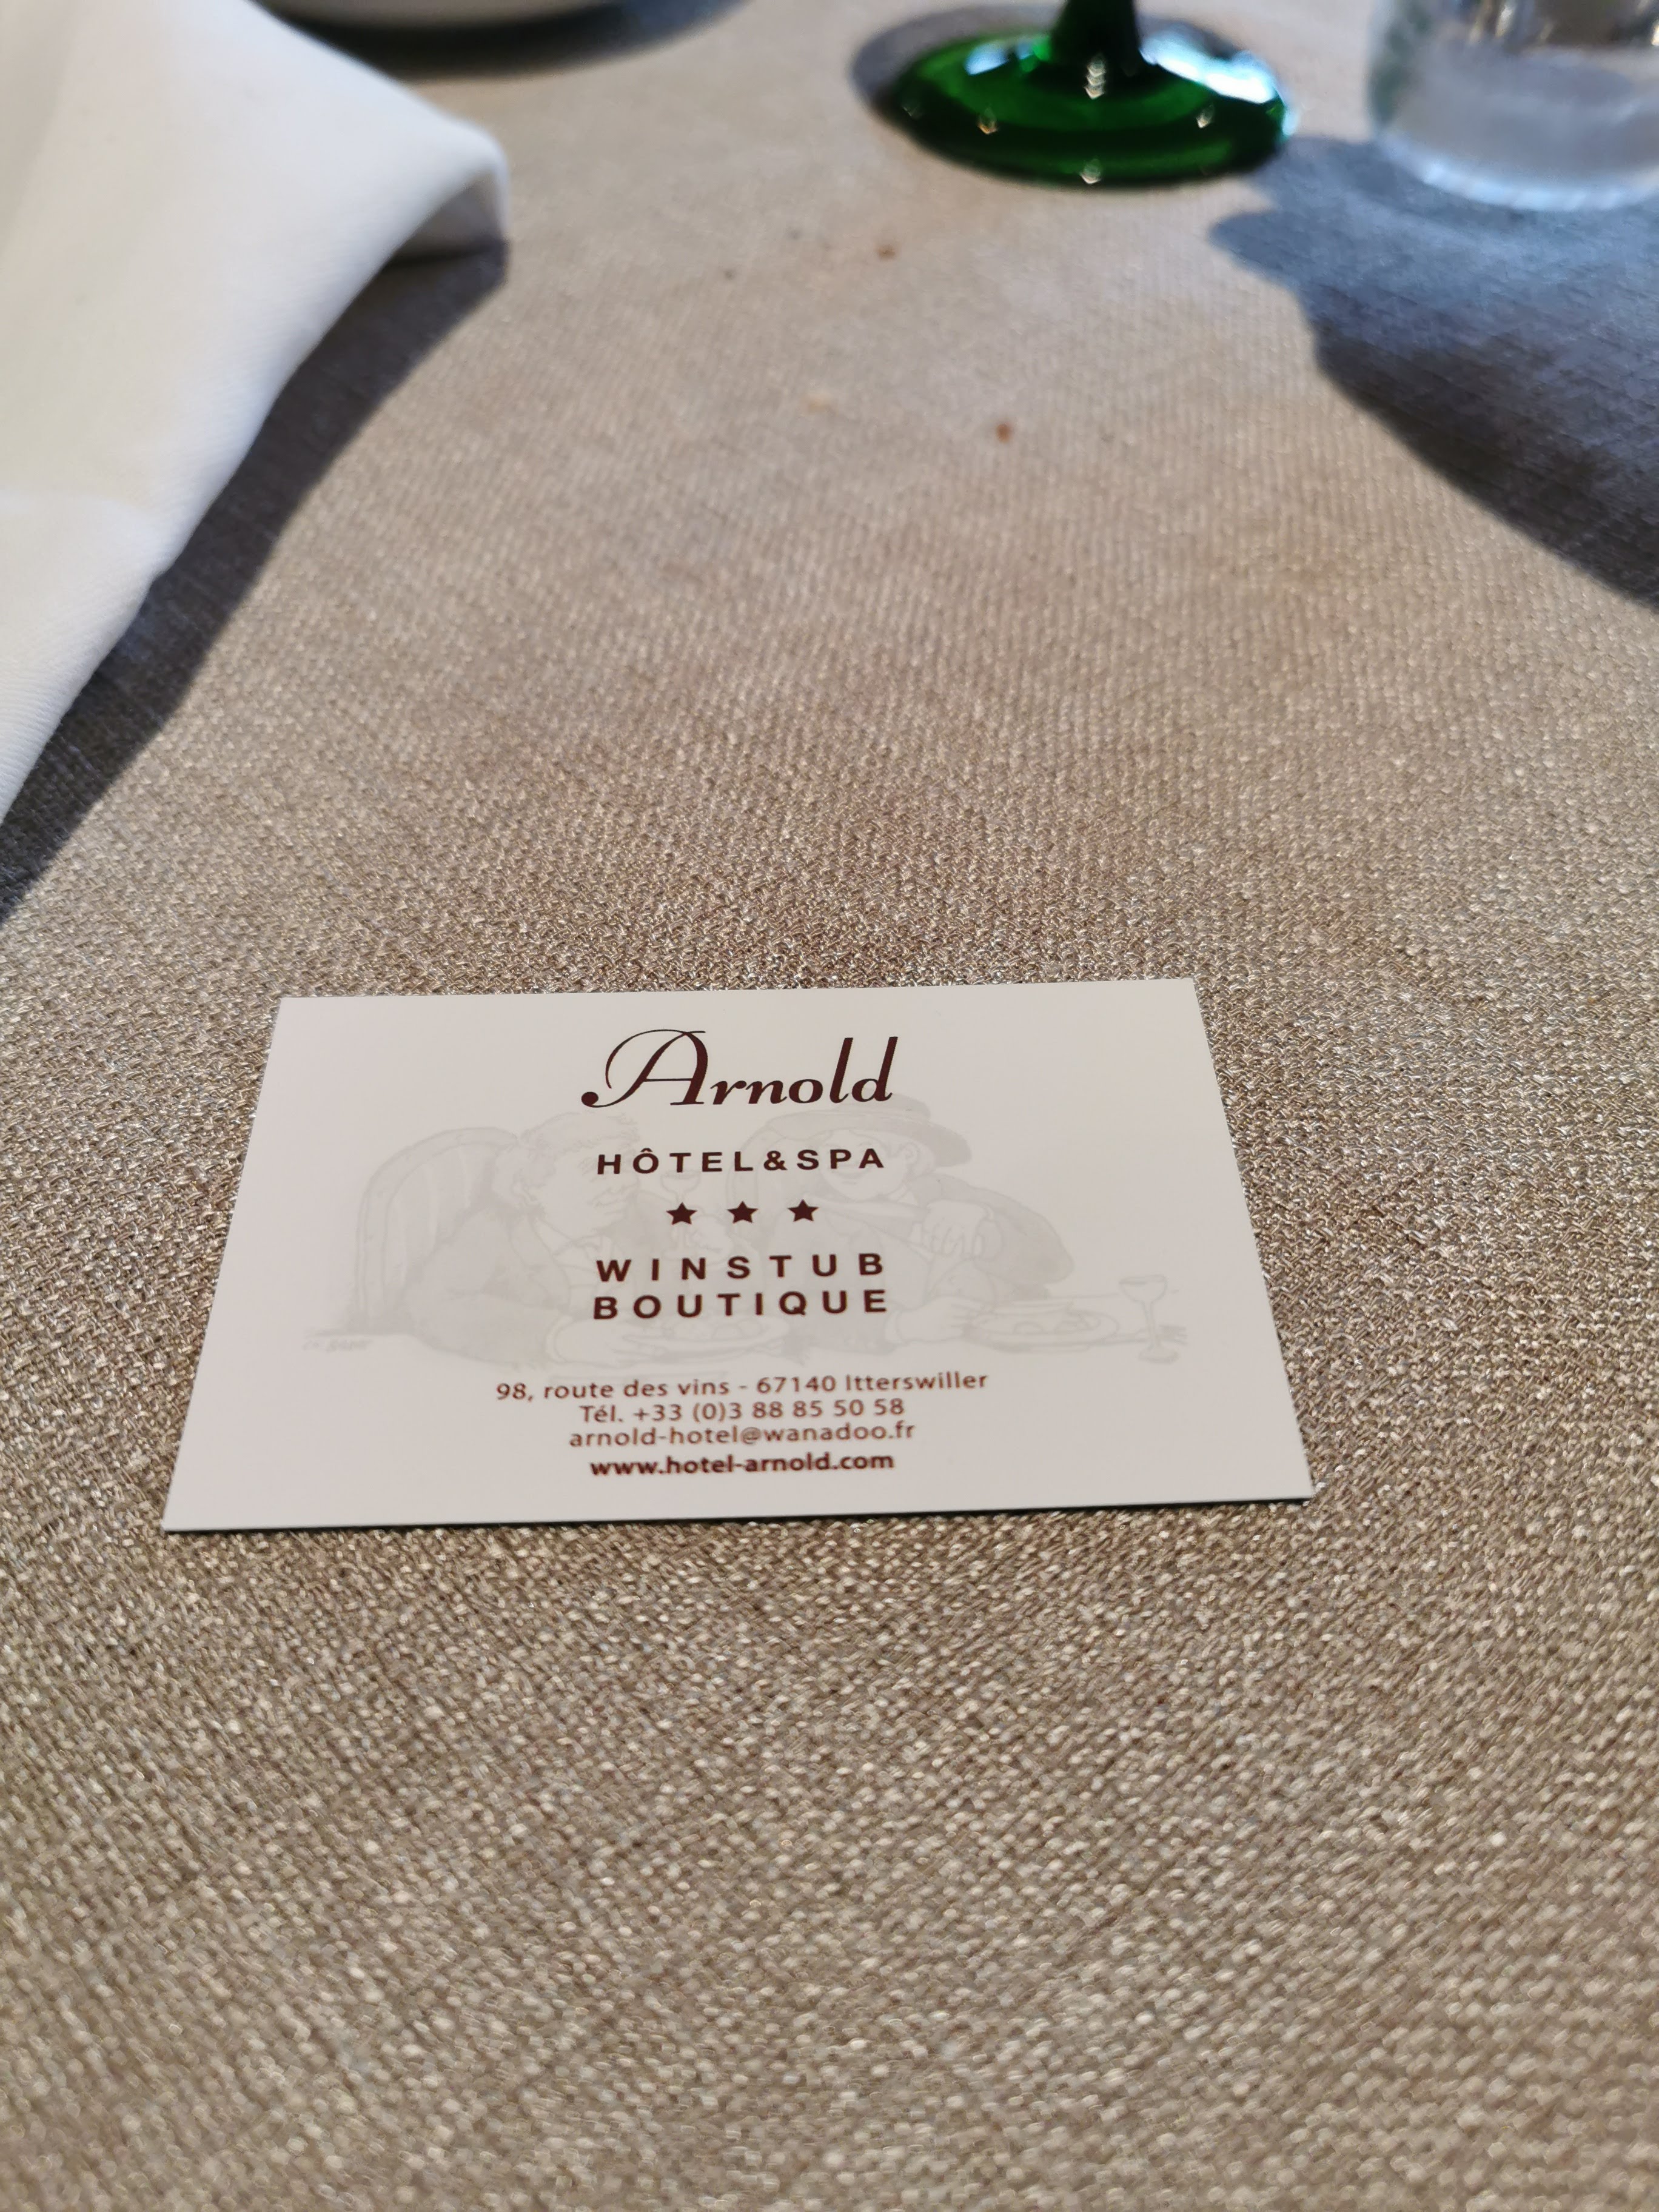 Arnold
HÔTEL&SPA
★ ★ ★
WINSTUB
BOUTIQUE
98, route des vins - 67140 Itterswiller
Tél. +33 (0)3 88 85 50 58
arnold-hotel@wanadoo.fr
www.hotel-arnold.com